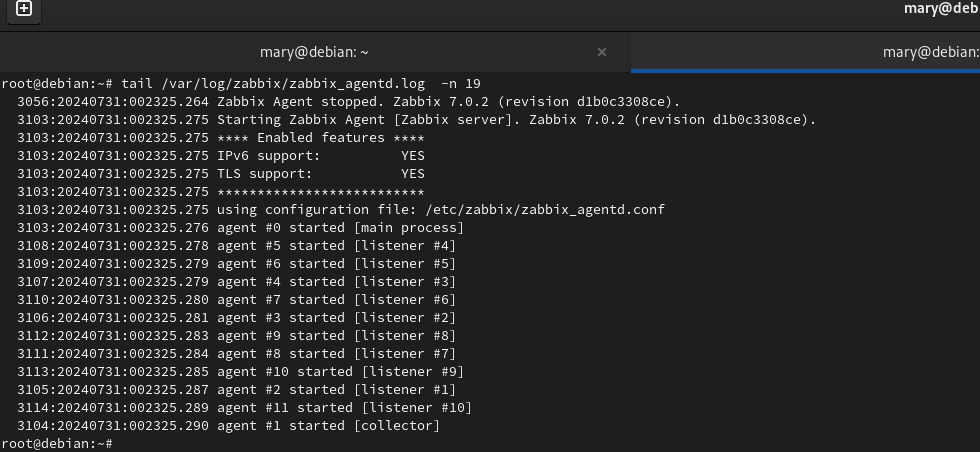 mary@deb
mary@debian: ~ × mary@debian:
root@debian:~# tail /var/log/zabbix/zabbix_agentd.log  -n 19
  3056:20240731:002325.264 Zabbix Agent stopped. Zabbix 7.0.2 (revision d1b0c3308ce).
  3103:20240731:002325.275 Starting Zabbix Agent [Zabbix server]. Zabbix 7.0.2 (revision d1b0c3308ce).
  3103:20240731:002325.275 **** Enabled features ****
  3103:20240731:002325.275 IPv6 support:          YES
  3103:20240731:002325.275 TLS support:           YES
  3103:20240731:002325.275 **************************
  3103:20240731:002325.275 using configuration file: /etc/zabbix/zabbix_agentd.conf
  3103:20240731:002325.276 agent #0 started [main process]
  3108:20240731:002325.278 agent #5 started [listener #4]
  3109:20240731:002325.279 agent #6 started [listener #5]
  3107:20240731:002325.279 agent #4 started [listener #3]
  3110:20240731:002325.280 agent #7 started [listener #6]
  3106:20240731:002325.281 agent #3 started [listener #2]
  3112:20240731:002325.283 agent #9 started [listener #8]
  3111:20240731:002325.284 agent #8 started [listener #7]
  3113:20240731:002325.285 agent #10 started [listener #9]
  3105:20240731:002325.287 agent #2 started [listener #1]
  3114:20240731:002325.289 agent #11 started [listener #10]
  3104:20240731:002325.290 agent #1 started [collector]
root@debian:~#